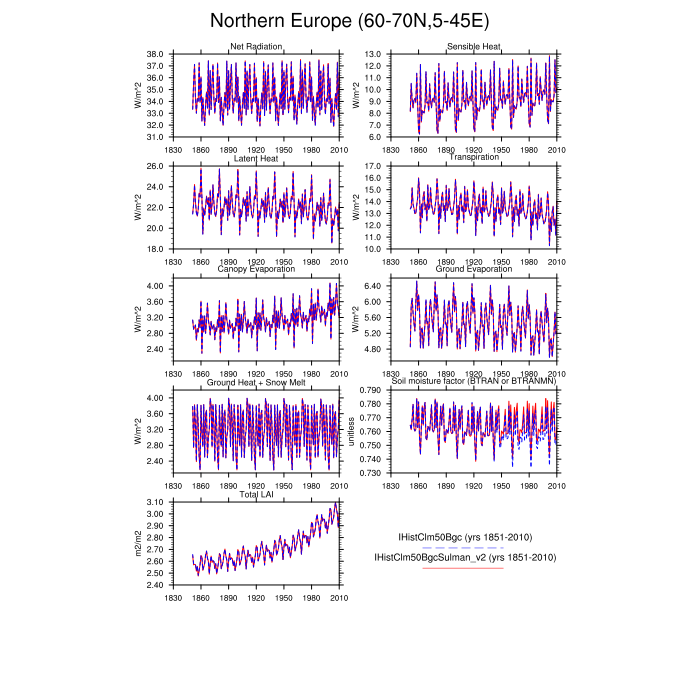 Northern Europe (60-70N,5-45E)
Net Radiation
W/m^2
38.0
37.0
36.0
35.0
34.0
33.0
32.0
31.0
1830 1860 1890 1920 1950 1980 2010
Sensible Heat
W/m^2
13.0
12.0
11.0
10.0
9.0
8.0
7.0
6.0
1830 1860 1890 1920 1950 1980 2010
Latent Heat
W/m^2
26.0
24.0
22.0
20.0
18.0
1830 1860 1890 1920 1950 1980 2010
Transpiration
W/m^2
17.0
16.0
15.0
14.0
13.0
12.0
11.0
10.0
1830 1860 1890 1920 1950 1980 2010
Canopy Evaporation
W/m^2
4.00
3.60
3.20
2.80
2.40
1830 1860 1890 1920 1950 1980 2010
Ground Evaporation
W/m^2
6.40
6.00
5.60
5.20
4.80
1830 1860 1890 1920 1950 1980 2010
Ground Heat + Snow Melt
W/m^2
4.00
3.60
3.20
2.80
2.40
1830 1860 1890 1920 1950 1980 2010
Soil moisture factor (BTRAN or BTRANMN)
unitless
0.790
0.780
0.770
0.760
0.750
0.740
0.730
1830 1860 1890 1920 1950 1980 2010
Total LAI
m2/m2
3.10
3.00
2.90
2.80
2.70
2.60
2.50
2.40
1830 1860 1890 1920 1950 1980 2010
IHistClm50Bgc (yrs 1851-2010)
IHistClm50BgcSulman_v2 (yrs 1851-2010)